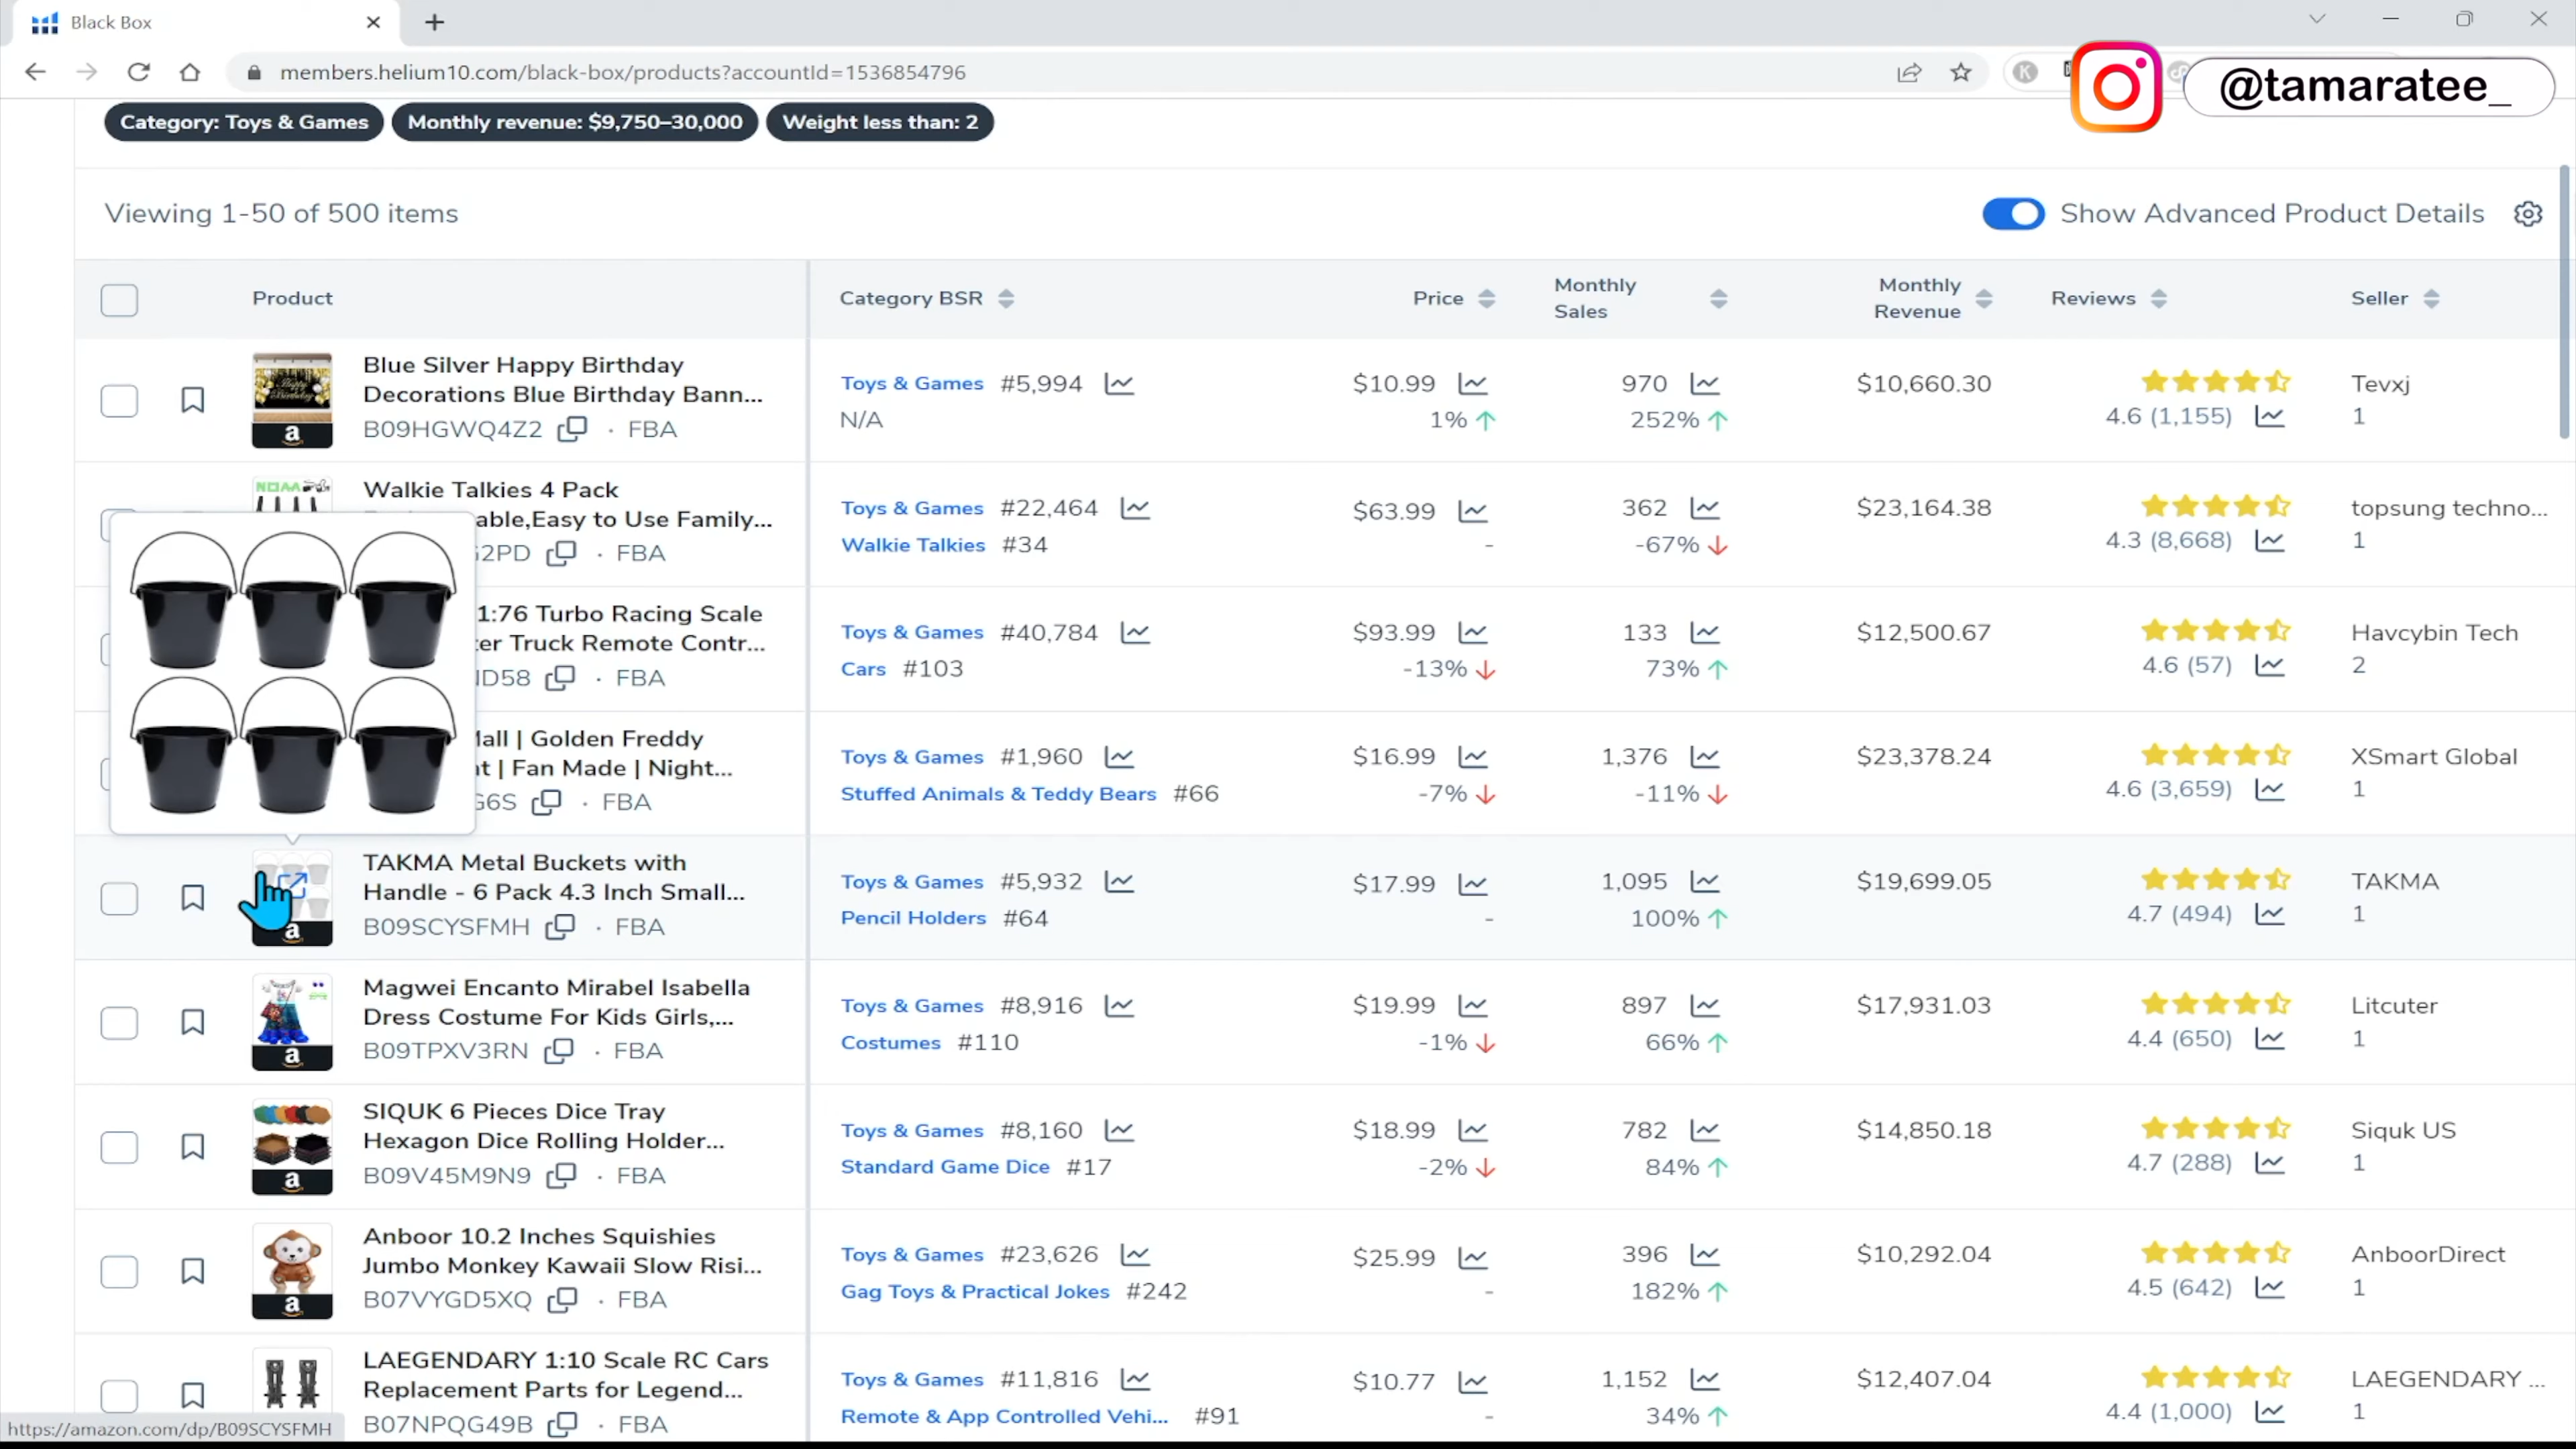 Black Box
members.helium10.com/black-box/products?accountId=1536854796
@tamaratee_
Category: Toys & Games Monthly revenue: $9,750–30,000 Weight less than: 2
Viewing 1-50 of 500 items
Show Advanced Product Details
Product Category BSR Price Monthly Sales Monthly Revenue Reviews Seller
Blue Silver Happy Birthday
Decorations Blue Birthday Bann...
B09HGWQ4Z2 · FBA
Toys & Games #5,994 $10.99 970 $10,660.30 Tevxj
N/A 1% 252% 4.6 (1,155) 1
Walkie Talkies 4 Pack
able,Easy to Use Family...
G2PD · FBA
Toys & Games #22,464 $63.99 362 $23,164.38 topsung techno...
Walkie Talkies #34 - -67% 4.3 (8,668) 1
1:76 Turbo Racing Scale
ter Truck Remote Contr...
ND58 · FBA
Toys & Games #40,784 $93.99 133 $12,500.67 Havcybin Tech
Cars #103 -13% 73% 4.6 (57) 2
Mall | Golden Freddy
at | Fan Made | Night...
G6S · FBA
Toys & Games #1,960 $16.99 1,376 $23,378.24 XSmart Global
Stuffed Animals & Teddy Bears #66 -7% -11% 4.6 (3,659) 1
TAKMA Metal Buckets with
Handle - 6 Pack 4.3 Inch Small...
B09SCYSFMH · FBA
Toys & Games #5,932 $17.99 1,095 $19,699.05 TAKMA
Pencil Holders #64 - 100% 4.7 (494) 1
Magwei Encanto Mirabel Isabella
Dress Costume For Kids Girls,...
B09TPXV3RN · FBA
Toys & Games #8,916 $19.99 897 $17,931.03 Litcuter
Costumes #110 -1% 66% 4.4 (650) 1
SIQUK 6 Pieces Dice Tray
Hexagon Dice Rolling Holder...
B09V45M9N9 · FBA
Toys & Games #8,160 $18.99 782 $14,850.18 Siquk US
Standard Game Dice #17 -2% 84% 4.7 (288) 1
Anboor 10.2 Inches Squishies
Jumbo Monkey Kawaii Slow Risi...
B07VYGD5XQ · FBA
Toys & Games #23,626 $25.99 396 $10,292.04 AnboorDirect
Gag Toys & Practical Jokes #242 - 182% 4.5 (642) 1
LAEGENDARY 1:10 Scale RC Cars
Replacement Parts for Legend...
B07NPQG49B · FBA
Toys & Games #11,816 $10.77 1,152 $12,407.04 LAEGENDARY ...
Remote & App Controlled Vehi... #91 - 34% 4.4 (1,000) 1
https://amazon.com/dp/B09SCYSFMH